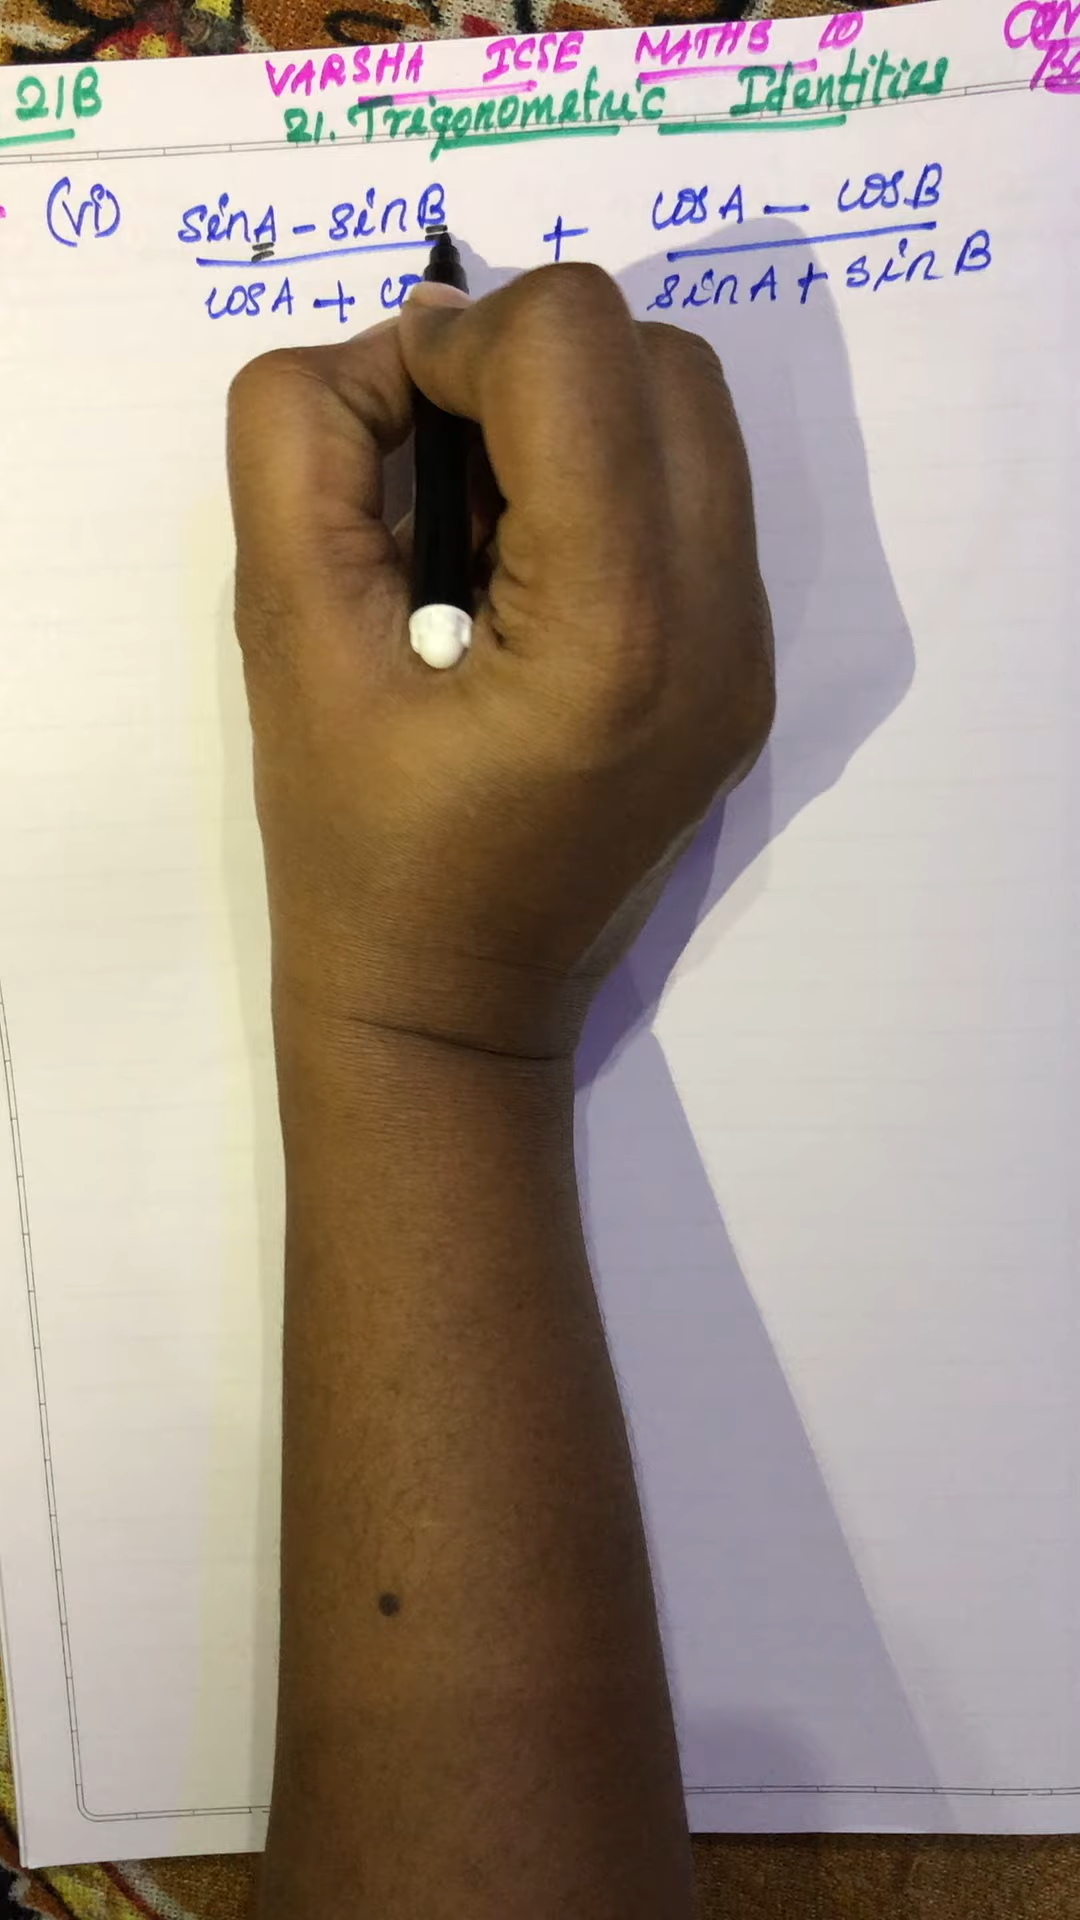 VARSHA ICSE MATHS 10
21B 21. Trigonometric Identities
(vi) sinA - sinB + cosA - cosB
cosA + sinA + sinB